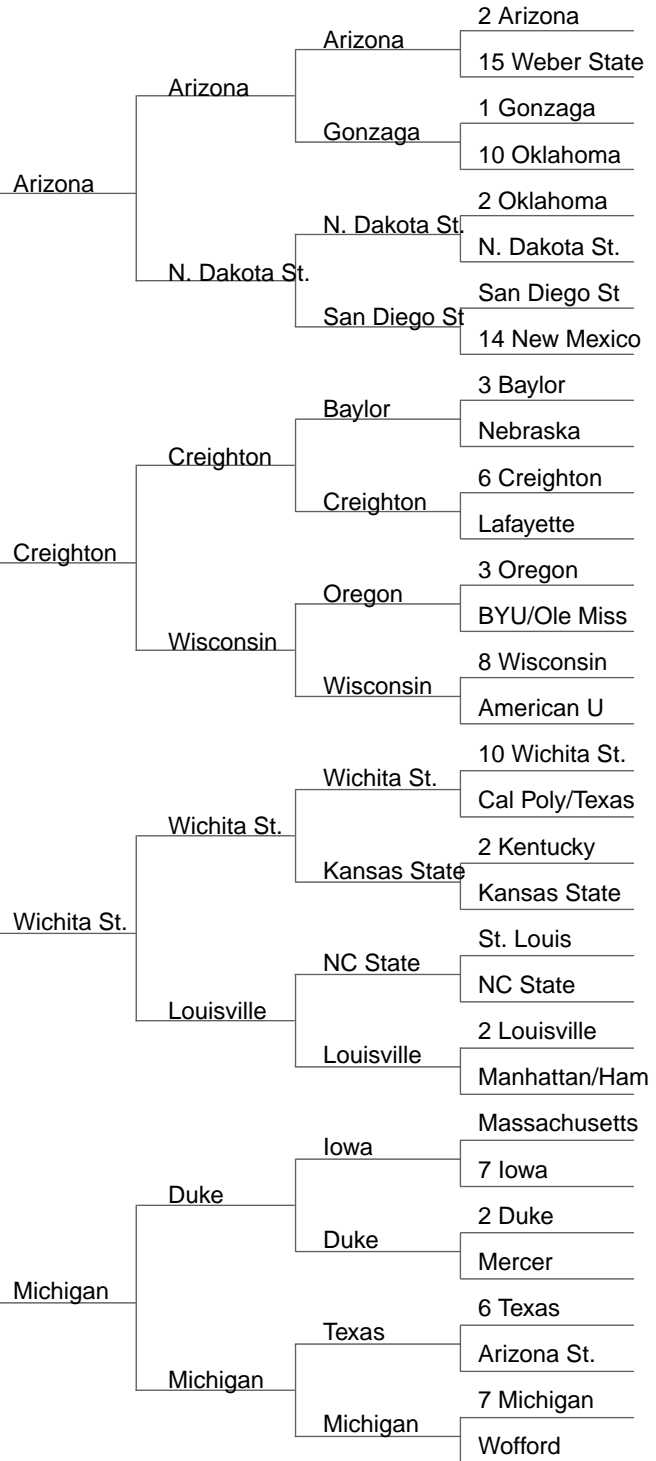 2 Arizona
Arizona
15 Weber State
Arizona
1 Gonzaga
Gonzaga
10 Oklahoma
Arizona
2 Oklahoma
N. Dakota St.
N. Dakota St.
N. Dakota St.
San Diego St
San Diego St
14 New Mexico
3 Baylor
Baylor
Nebraska
Creighton
6 Creighton
Creighton
Lafayette
Creighton
3 Oregon
Oregon
BYU/Ole Miss
Wisconsin
8 Wisconsin
Wisconsin
American U
10 Wichita St.
Wichita St.
Cal Poly/Texas
Wichita St.
2 Kentucky
Kansas State
Kansas State
Wichita St.
St. Louis
NC State
NC State
Louisville
2 Louisville
Louisville
Manhattan/Ham
Massachusetts
Iowa
7 Iowa
Duke
2 Duke
Duke
Mercer
Michigan
6 Texas
Texas
Arizona St.
Michigan
7 Michigan
Michigan
Wofford